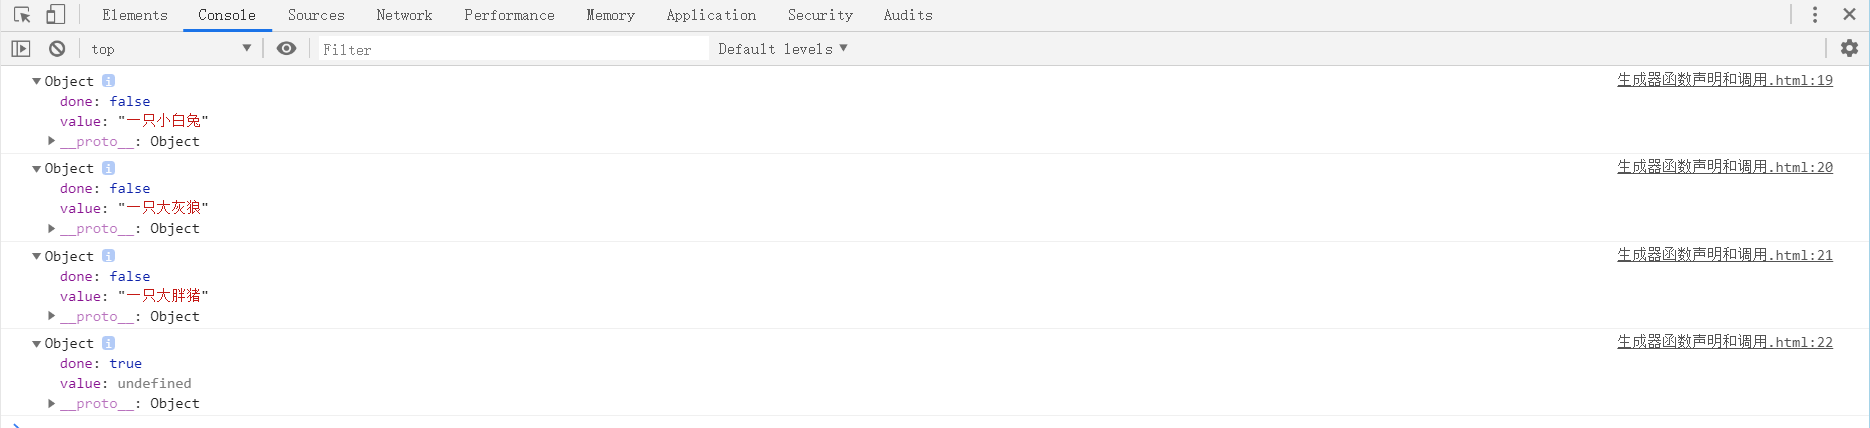 Elements Console Sources Network Performance Memory Application Security Audits
top Filter Default levels
Object 生成器函数声明和调用.html:19
done: false
value: "一只小白兔"
__proto__: Object
Object 生成器函数声明和调用.html:20
done: false
value: "一只大灰狼"
__proto__: Object
Object 生成器函数声明和调用.html:21
done: false
value: "一只大胖猪"
__proto__: Object
Object 生成器函数声明和调用.html:22
done: true
value: undefined
__proto__: Object